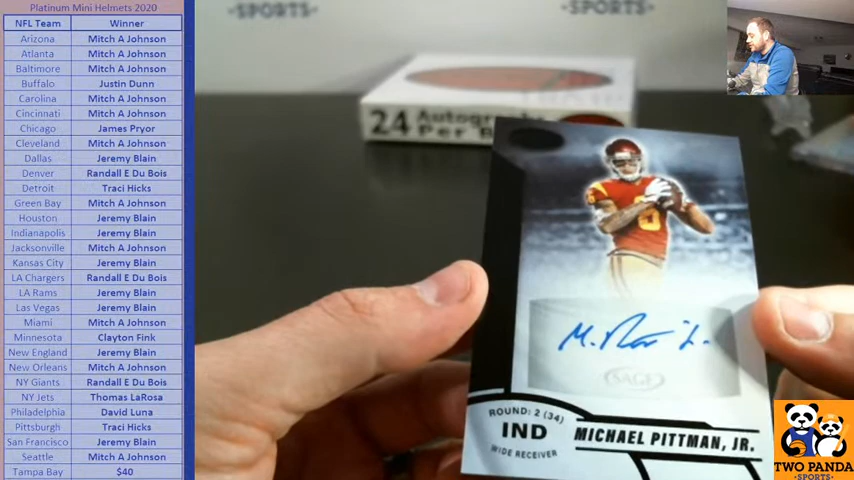 Platinum Mini Helmets 2020
NFL Team Winner
Arizona Mitch A Johnson
Atlanta Mitch A Johnson
Baltimore Mitch A Johnson
Buffalo Justin Dunn
Carolina Mitch A Johnson
Cincinnati Mitch A Johnson
Chicago James Pryor
Cleveland Mitch A Johnson
Dallas Jeremy Blain
Denver Randall E Du Bois
Detroit Traci Hicks
Green Bay Mitch A Johnson
Houston Jeremy Blain
Indianapolis Jeremy Blain
Jacksonville Mitch A Johnson
Kansas City Jeremy Blain
LA Chargers Randall E Du Bois
LA Rams Jeremy Blain
Las Vegas Jeremy Blain
Miami Mitch A Johnson
Minnesota Clayton Fink
New England Jeremy Blain
New Orleans Mitch A Johnson
NY Giants Randall E Du Bois
NY Jets Thomas LaRosa
Philadelphia David Luna
Pittsburgh Traci Hicks
San Francisco Jeremy Blain
Seattle Mitch A Johnson
Tampa Bay $40
·SPORTS· ·SPORTS·
24 Autographs
Per B
6
SAGE
ROUND: 2 (34)
IND
WIDE RECEIVER
MICHAEL PITTMAN, JR.
TWO PANDA
·SPORTS·